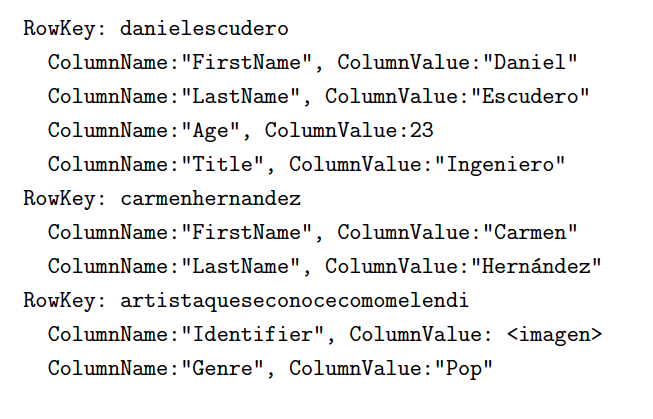 RowKey: danielescudero
ColumnName:"FirstName", ColumnValue:"Daniel"
ColumnName:"LastName", ColumnValue:"Escudero"
ColumnName:"Age", ColumnValue:23
ColumnName:"Title", ColumnValue:"Ingeniero"
RowKey: carmenhernandez
ColumnName:"FirstName", ColumnValue:"Carmen"
ColumnName:"LastName", ColumnValue:"Hernández"
RowKey: artistaqueseconocecomomelendi
ColumnName:"Identifier", ColumnValue: <imagen>
ColumnName:"Genre", ColumnValue:"Pop"